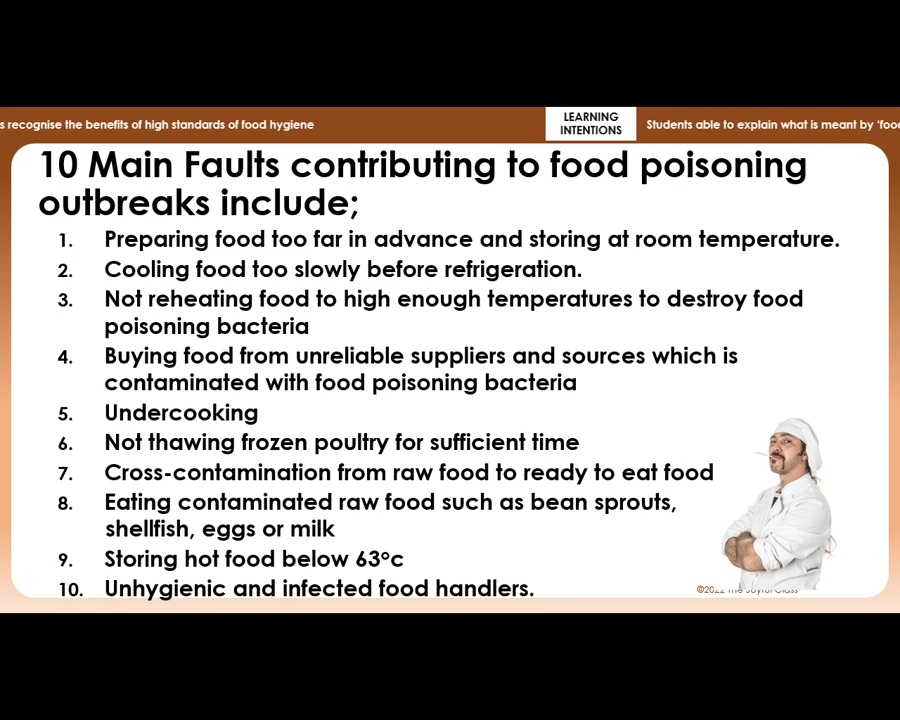 s recognise the benefits of high standards of food hygiene
LEARNING
INTENTIONS
Students able to explain what is meant by 'food
10 Main Faults contributing to food poisoning
outbreaks include;
1. Preparing food too far in advance and storing at room temperature.
2. Cooling food too slowly before refrigeration.
3. Not reheating food to high enough temperatures to destroy food
poisoning bacteria
4. Buying food from unreliable suppliers and sources which is
contaminated with food poisoning bacteria
5. Undercooking
6. Not thawing frozen poultry for sufficient time
7. Cross-contamination from raw food to ready to eat food
8. Eating contaminated raw food such as bean sprouts,
shellfish, eggs or milk
9. Storing hot food below 63°c
10. Unhygienic and infected food handlers.
©2022 The Joyful Class